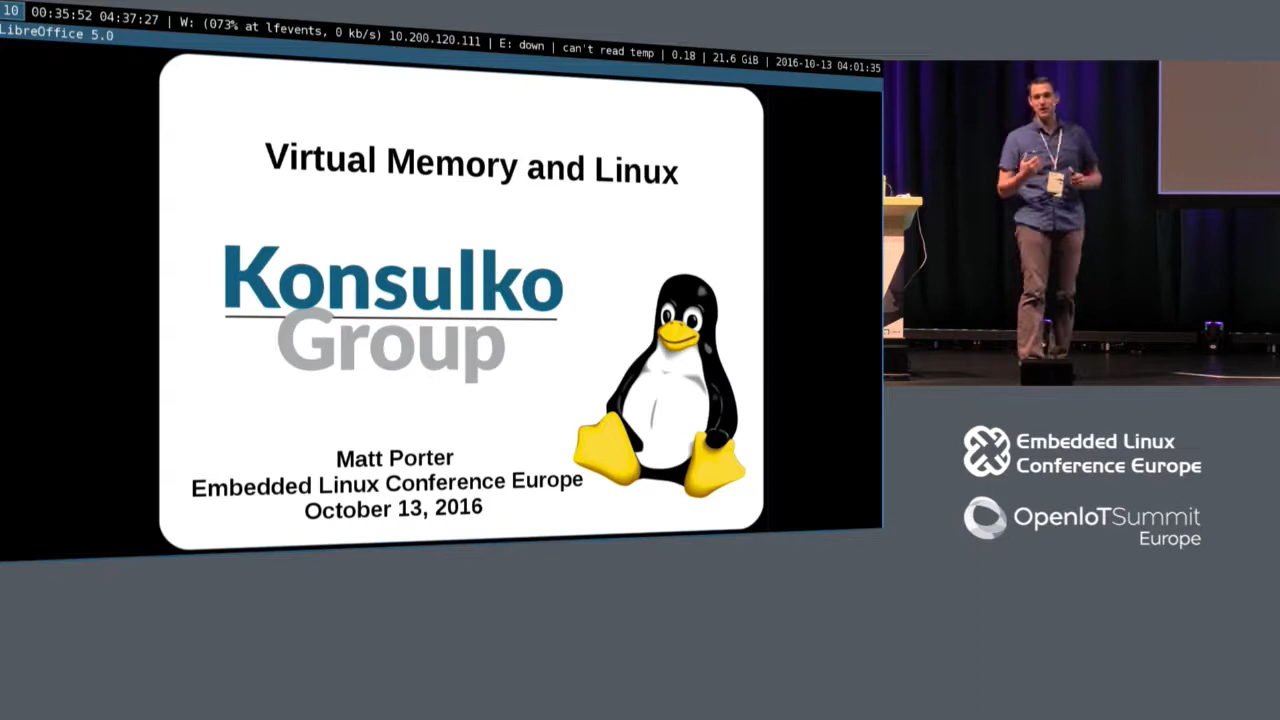 10 00:35:52 04:37:27 | W: (073% at lfevents, 0 kb/s) 10.200.120.111 | E: down | can't read temp | 0.18 | 21.6 GiB | 2016-10-13 04:01:35
LibreOffice 5.0
Virtual Memory and Linux
Konsulko
Group
Matt Porter
Embedded Linux Conference Europe
October 13, 2016
Embedded Linux
Conference Europe
OpenIoTSummit
Europe